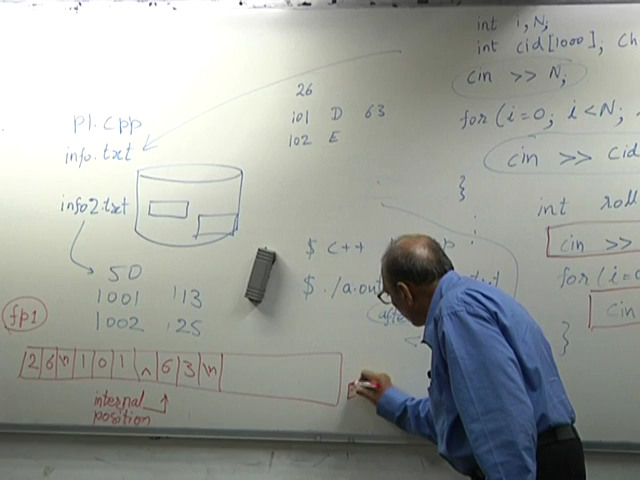 int i, N;
int cid[1000], Ch
cin >> N;
for (i=0; i<N;
cin >> cid
}
int roll
cin >>
for (i=0
cin
}
26
101 D 63
102 E
p1.cpp
info.txt
info2.txt
50
1001 113
1002 125
$ c++
$ ./a.out
fp1
2 6 \n 1 0 1 ^ 6 3 \n
internal
position